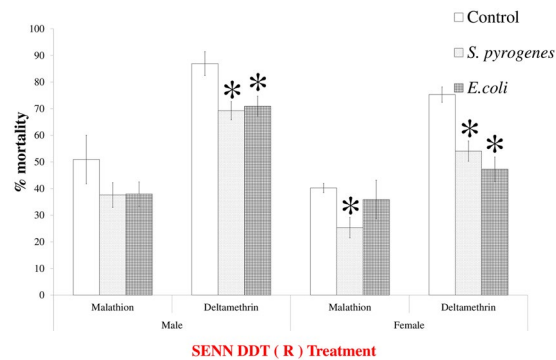 Control
S. pyrogenes
E.coli
100
90
80
70
60
50
40
30
20
10
0
% mortality
*
*
*
*
*
Malathion Deltamethrin Malathion Deltamethrin
Male Female
SENN DDT ( R ) Treatment